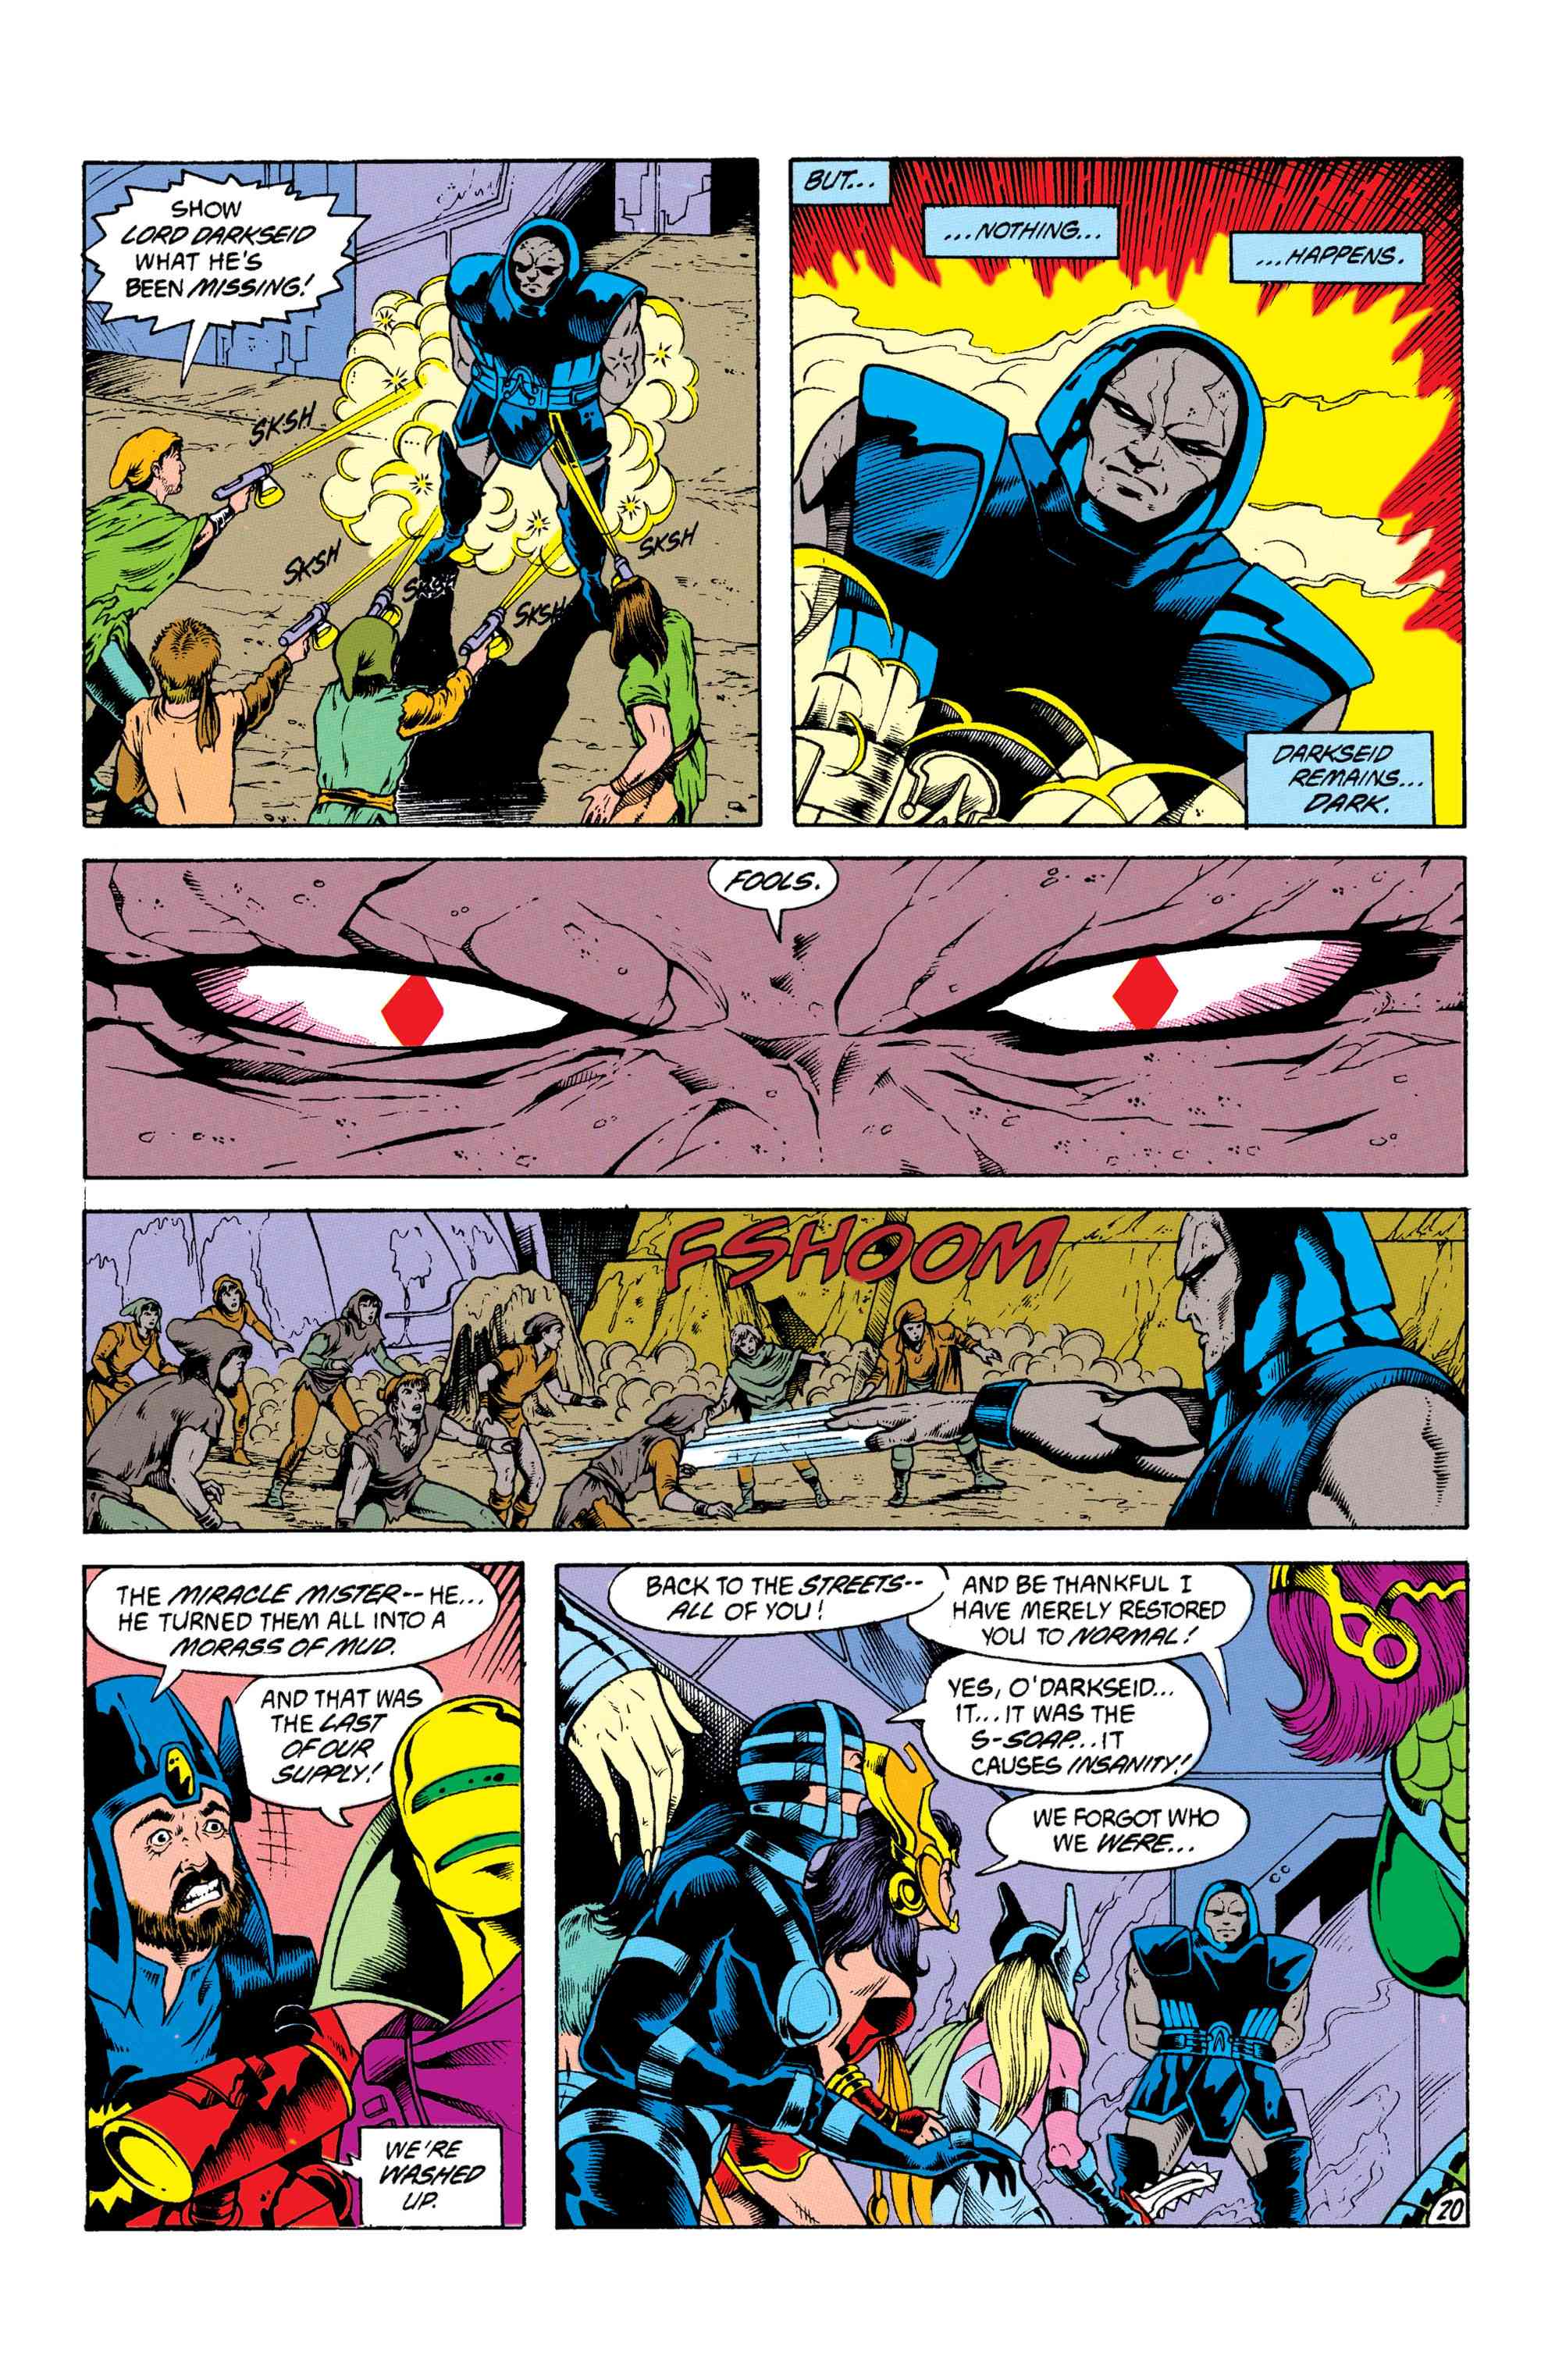 SHOW
LORD DARKSEID
WHAT HE'S
BEEN MISSING!
SKSH
SKSH
SKSH
SKSH
BUT...
...NOTHING...
...HAPPENS.
DARKSEID
REMAINS...
DARK.
FOOLS.
FSHOOM
THE MIRACLE MISTER--HE...
HE TURNED THEM ALL INTO A
MORASS OF MUD.
AND THAT WAS
THE LAST
OF OUR
SUPPLY!
WE'RE
WASHED
UP.
BACK TO THE STREETS--
ALL OF YOU!
AND BE THANKFUL I
HAVE MERELY RESTORED
YOU TO NORMAL!
YES, O'DARKSEID...
IT...IT WAS THE
S-SOAP...IT
CAUSES INSANITY!
WE FORGOT WHO
WE WERE...
20